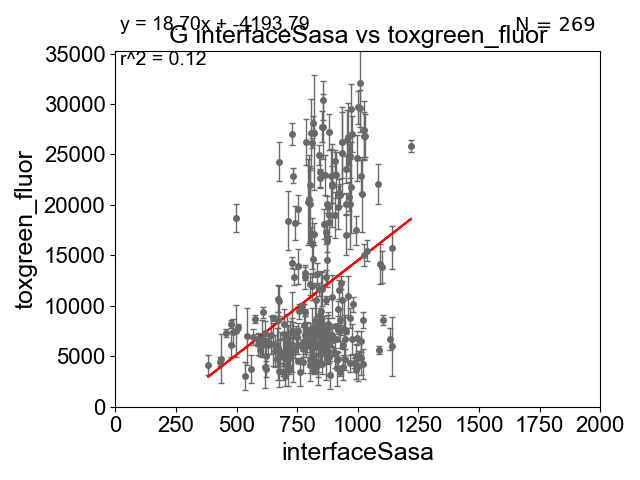 y = 18.70x + -4193.79
N = 269
G interfaceSasa vs toxgreen_fluor
r^2 = 0.12
35000
30000
25000
20000
15000
10000
5000
0
toxgreen_fluor
0 250 500 750 1000 1250 1500 1750 2000
interfaceSasa